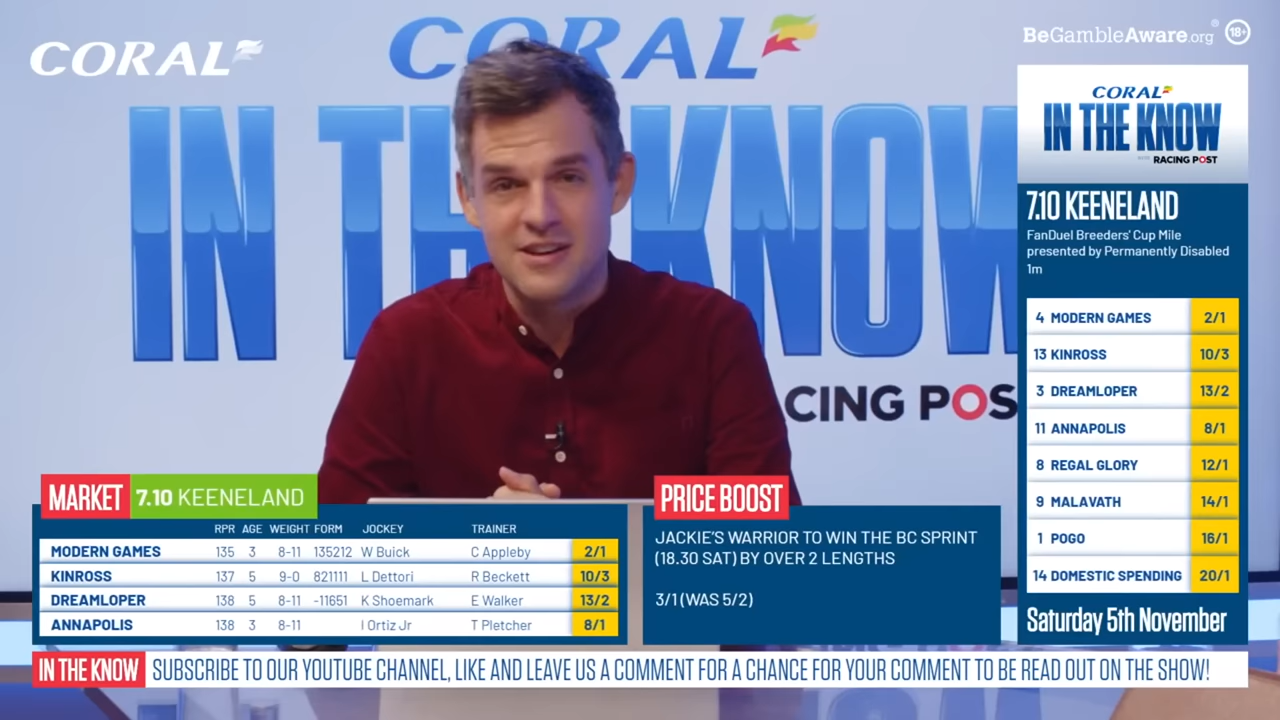 CORAL
CORAL
IN THE KNOW
CING POS
BeGambleAware.org® 18+
CORAL
IN THE KNOW
WITH RACING POST
7.10 KEENELAND
FanDuel Breeders' Cup Mile
presented by Permanently Disabled
1m
4 MODERN GAMES 2/1
13 KINROSS 10/3
3 DREAMLOPER 13/2
11 ANNAPOLIS 8/1
8 REGAL GLORY 12/1
9 MALAVATH 14/1
1 POGO 16/1
14 DOMESTIC SPENDING 20/1
Saturday 5th November
MARKET 7.10 KEENELAND
RPR AGE WEIGHT FORM JOCKEY TRAINER
MODERN GAMES 135 3 8-11 135212 W Buick C Appleby 2/1
KINROSS 137 5 9-0 821111 L Dettori R Beckett 10/3
DREAMLOPER 138 5 8-11 -11651 K Shoemark E Walker 13/2
ANNAPOLIS 138 3 8-11 I Ortiz Jr T Pletcher 8/1
PRICE BOOST
JACKIE'S WARRIOR TO WIN THE BC SPRINT
(18.30 SAT) BY OVER 2 LENGTHS
3/1 (WAS 5/2)
IN THE KNOW SUBSCRIBE TO OUR YOUTUBE CHANNEL, LIKE AND LEAVE US A COMMENT FOR A CHANCE FOR YOUR COMMENT TO BE READ OUT ON THE SHOW!